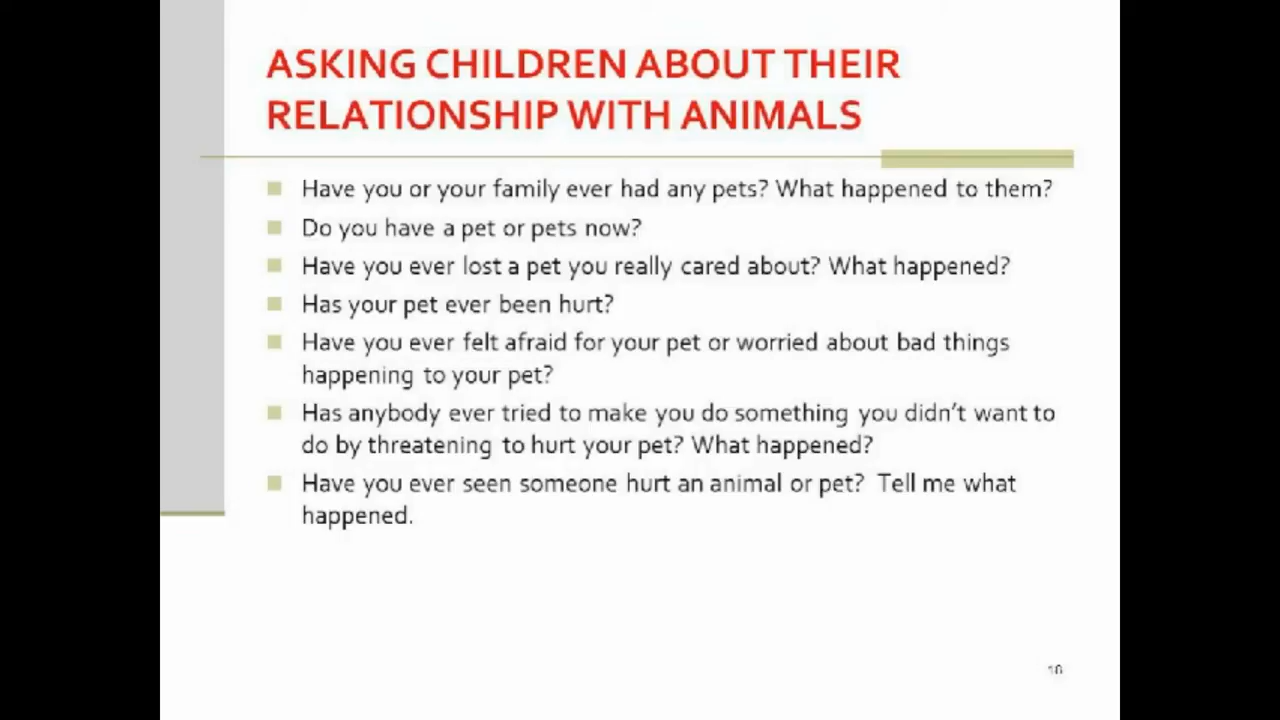 ASKING CHILDREN ABOUT THEIR
RELATIONSHIP WITH ANIMALS
Have you or your family ever had any pets? What happened to them?
Do you have a pet or pets now?
Have you ever lost a pet you really cared about? What happened?
Has your pet ever been hurt?
Have you ever felt afraid for your pet or worried about bad things
happening to your pet?
Has anybody ever tried to make you do something you didn't want to
do by threatening to hurt your pet? What happened?
Have you ever seen someone hurt an animal or pet? Tell me what
happened.